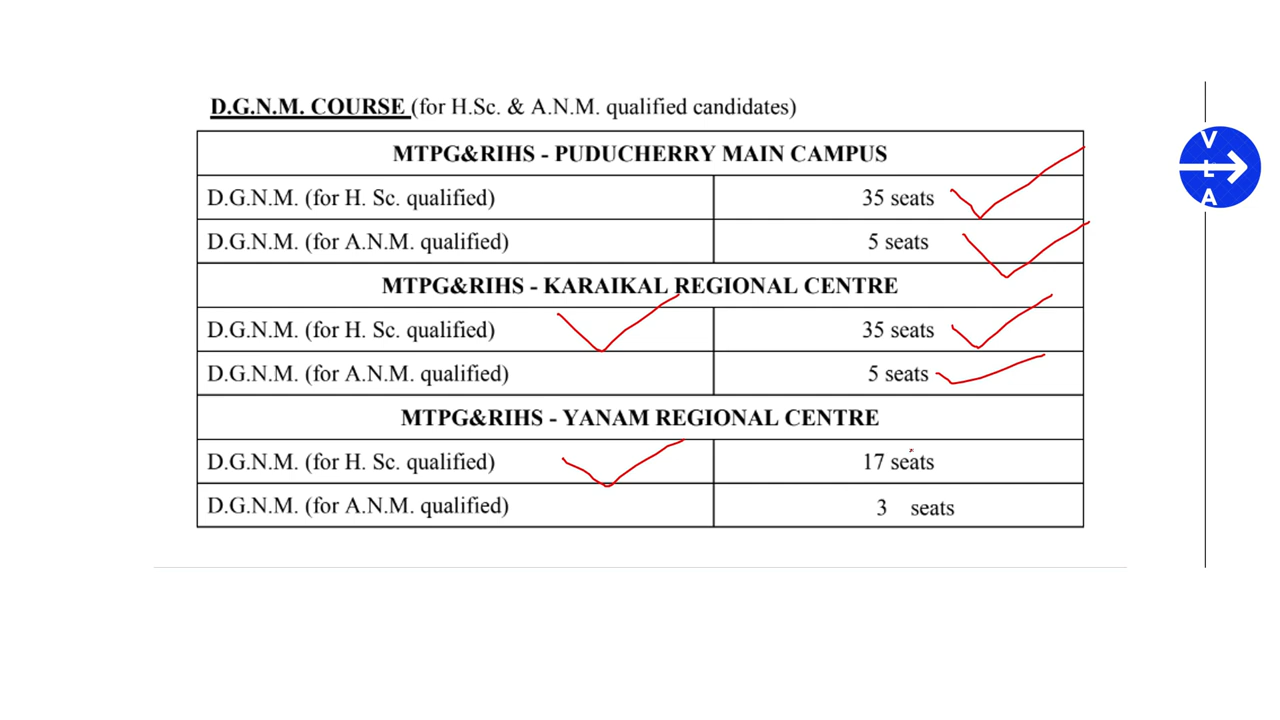 D.G.N.M. COURSE (for H.Sc. & A.N.M. qualified candidates)
MTPG&RIHS - PUDUCHERRY MAIN CAMPUS
D.G.N.M. (for H. Sc. qualified) 35 seats
D.G.N.M. (for A.N.M. qualified) 5 seats
MTPG&RIHS - KARAIKAL REGIONAL CENTRE
D.G.N.M. (for H. Sc. qualified) 35 seats
D.G.N.M. (for A.N.M. qualified) 5 seats
MTPG&RIHS - YANAM REGIONAL CENTRE
D.G.N.M. (for H. Sc. qualified) 17 seats
D.G.N.M. (for A.N.M. qualified) 3 seats
V
L
A